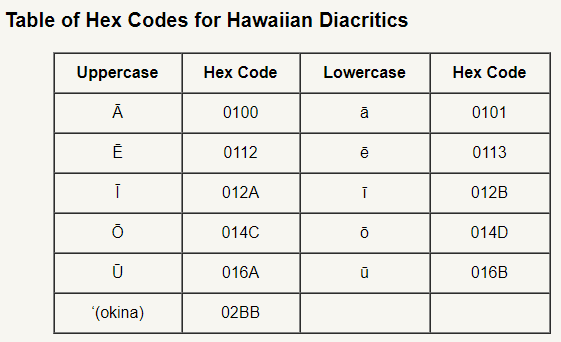 Table of Hex Codes for Hawaiian Diacritics
Uppercase Hex Code Lowercase Hex Code
Ā 0100 ā 0101
Ē 0112 ē 0113
Ī 012A ī 012B
Ō 014C ō 014D
Ū 016A ū 016B
ʻ(okina) 02BB